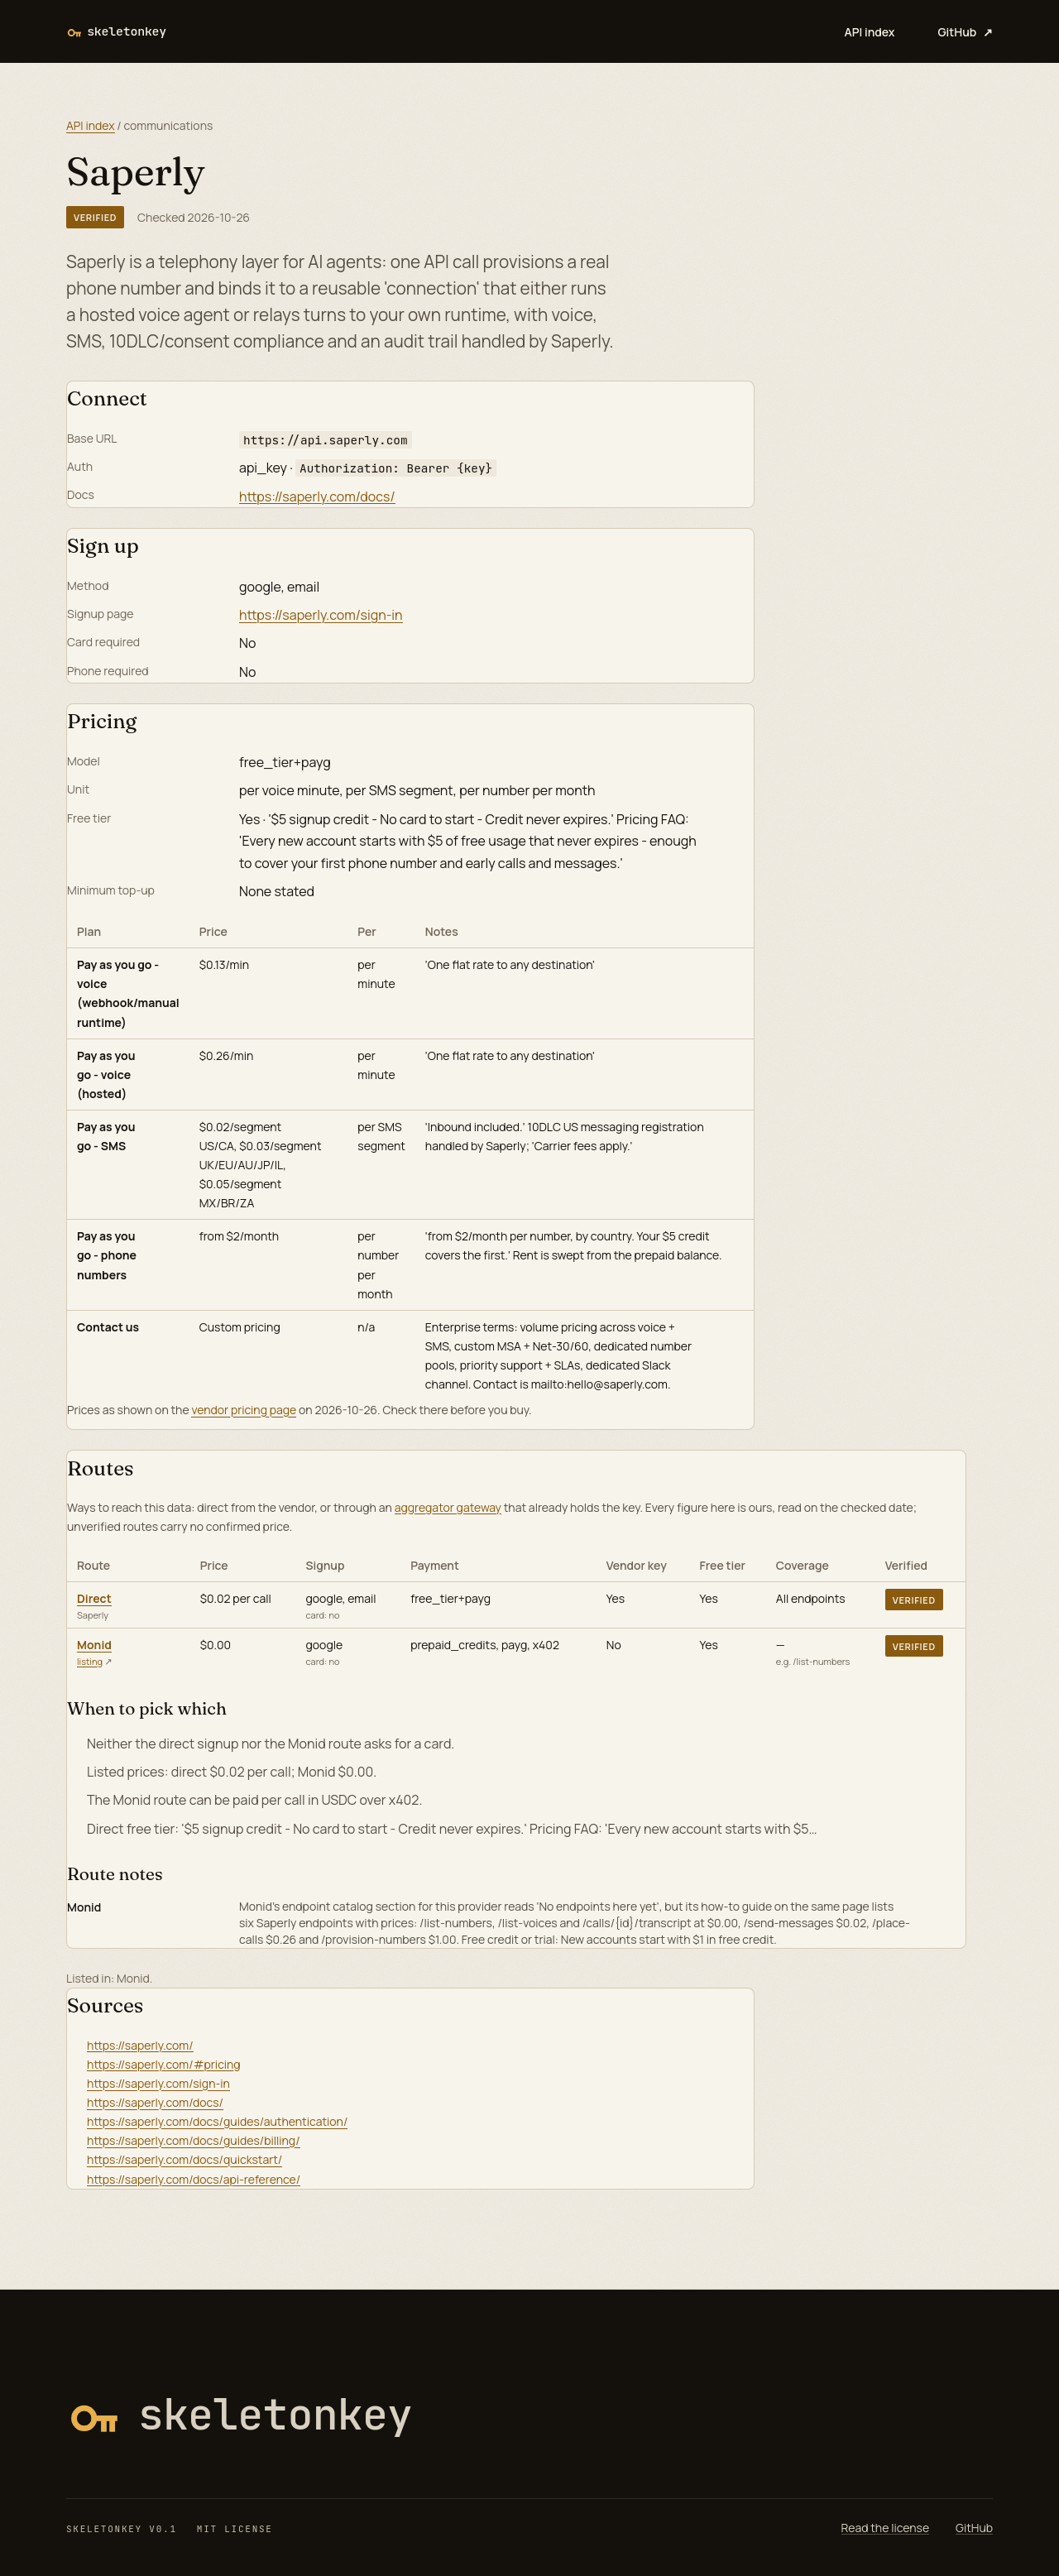 skeletonkey
API index
GitHub ↗
API index / communications
Saperly
VERIFIED Checked 2026-10-26
Saperly is a telephony layer for AI agents: one API call provisions a real
phone number and binds it to a reusable 'connection' that either runs
a hosted voice agent or relays turns to your own runtime, with voice,
SMS, 10DLC/consent compliance and an audit trail handled by Saperly.
Connect
Base URL https://api.saperly.com
Auth api_key · Authorization: Bearer {key}
Docs https://saperly.com/docs/
Sign up
Method google, email
Signup page https://saperly.com/sign-in
Card required No
Phone required No
Pricing
Model free_tier+payg
Unit per voice minute, per SMS segment, per number per month
Free tier Yes · '$5 signup credit - No card to start - Credit never expires.' Pricing FAQ:
'Every new account starts with $5 of free usage that never expires - enough
to cover your first phone number and early calls and messages.'
Minimum top-up None stated
Plan Price Per Notes
Pay as you go - $0.13/min per 'One flat rate to any destination'
voice minute
(webhook/manual
runtime)
Pay as you $0.26/min per 'One flat rate to any destination'
go - voice minute
(hosted)
Pay as you $0.02/segment per SMS 'Inbound included.' 10DLC US messaging registration
go - SMS US/CA, $0.03/segment segment handled by Saperly; 'Carrier fees apply.'
UK/EU/AU/JP/IL,
$0.05/segment
MX/BR/ZA
Pay as you from $2/month per 'from $2/month per number, by country. Your $5 credit
go - phone number covers the first.' Rent is swept from the prepaid balance.
numbers per
month
Contact us Custom pricing n/a Enterprise terms: volume pricing across voice +
SMS, custom MSA + Net-30/60, dedicated number
pools, priority support + SLAs, dedicated Slack
channel. Contact is mailto:hello@saperly.com.
Prices as shown on the vendor pricing page on 2026-10-26. Check there before you buy.
Routes
Ways to reach this data: direct from the vendor, or through an aggregator gateway that already holds the key. Every figure here is ours, read on the checked date;
unverified routes carry no confirmed price.
Route Price Signup Payment Vendor key Free tier Coverage Verified
Direct $0.02 per call google, email free_tier+payg Yes Yes All endpoints VERIFIED
Saperly card: no
Monid $0.00 google prepaid_credits, payg, x402 No Yes — VERIFIED
listing ↗ card: no e.g. /list-numbers
When to pick which
Neither the direct signup nor the Monid route asks for a card.
Listed prices: direct $0.02 per call; Monid $0.00.
The Monid route can be paid per call in USDC over x402.
Direct free tier: '$5 signup credit - No card to start - Credit never expires.' Pricing FAQ: 'Every new account starts with $5…
Route notes
Monid Monid's endpoint catalog section for this provider reads 'No endpoints here yet', but its how-to guide on the same page lists
six Saperly endpoints with prices: /list-numbers, /list-voices and /calls/{id}/transcript at $0.00, /send-messages $0.02, /place-
calls $0.26 and /provision-numbers $1.00. Free credit or trial: New accounts start with $1 in free credit.
Listed in: Monid.
Sources
https://saperly.com/
https://saperly.com/#pricing
https://saperly.com/sign-in
https://saperly.com/docs/
https://saperly.com/docs/guides/authentication/
https://saperly.com/docs/guides/billing/
https://saperly.com/docs/quickstart/
https://saperly.com/docs/api-reference/
skeletonkey
SKELETONKEY V0.1 MIT LICENSE
Read the license
GitHub